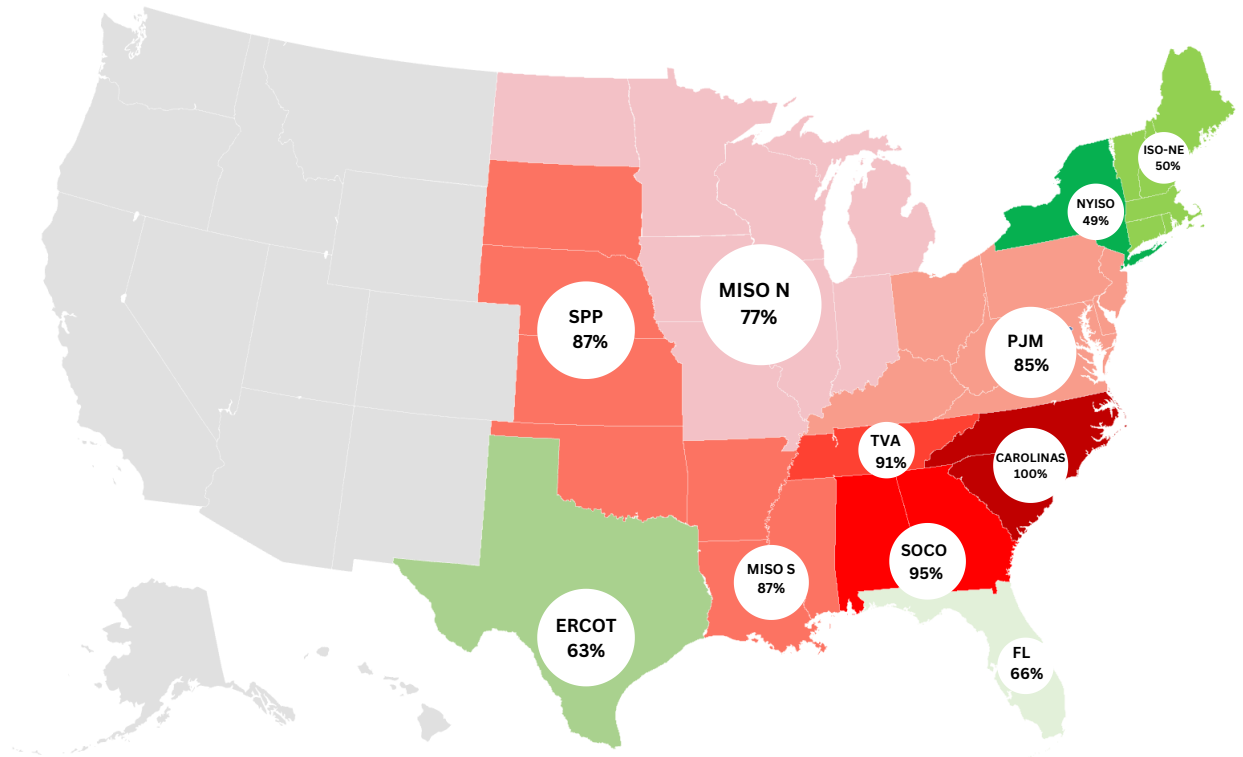 ISO-NE
50%
NYISO
49%
MISO N
77%
SPP
87%
PJM
85%
TVA
91%
CAROLINAS
100%
SOCO
95%
MISO S
87%
ERCOT
63%
FL
66%